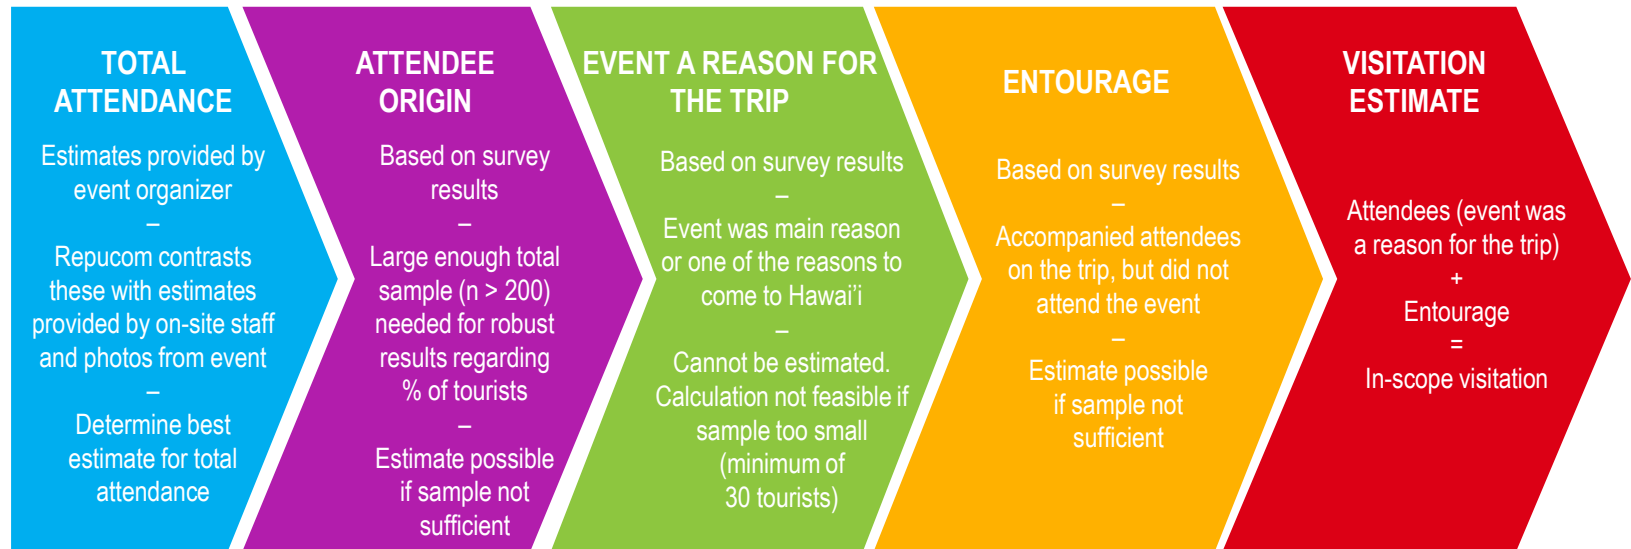 TOTAL
ATTENDANCE
Estimates provided by
event organizer
–
Repucom contrasts
these with estimates
provided by on-site staff
and photos from event
–
Determine best
estimate for total
attendance
ATTENDEE
ORIGIN
Based on survey
results
–
Large enough total
sample (n > 200)
needed for robust
results regarding
% of tourists
–
Estimate possible
if sample not
sufficient
EVENT A REASON FOR
THE TRIP
Based on survey results
–
Event was main reason
or one of the reasons to
come to Hawai’i
–
Cannot be estimated.
Calculation not feasible if
sample too small
(minimum of
30 tourists)
ENTOURAGE
Based on survey results
–
Accompanied attendees
on the trip, but did not
attend the event
–
Estimate possible
if sample not
sufficient
VISITATION
ESTIMATE
Attendees (event was
a reason for the trip)
+
Entourage
=
In-scope visitation